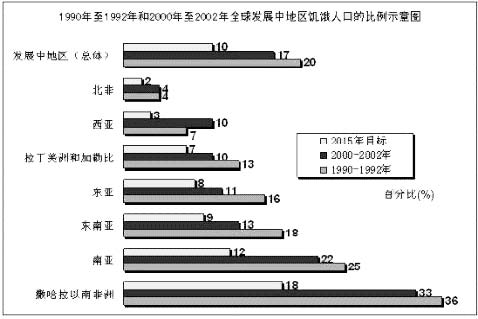 1990年至1992年和2000年至2002年全球发展中地区饥饿人口的比例示意图
发展中地区（总体）
10
17
20
北非
2
4
4
西亚
3
10
7
拉丁美洲和加勒比
7
10
13
东亚
8
11
16
东南亚
9
13
18
南亚
12
22
25
撒哈拉以南非洲
18
33
36
2015年目标
2000-2002年
1990-1992年
百分比(%)